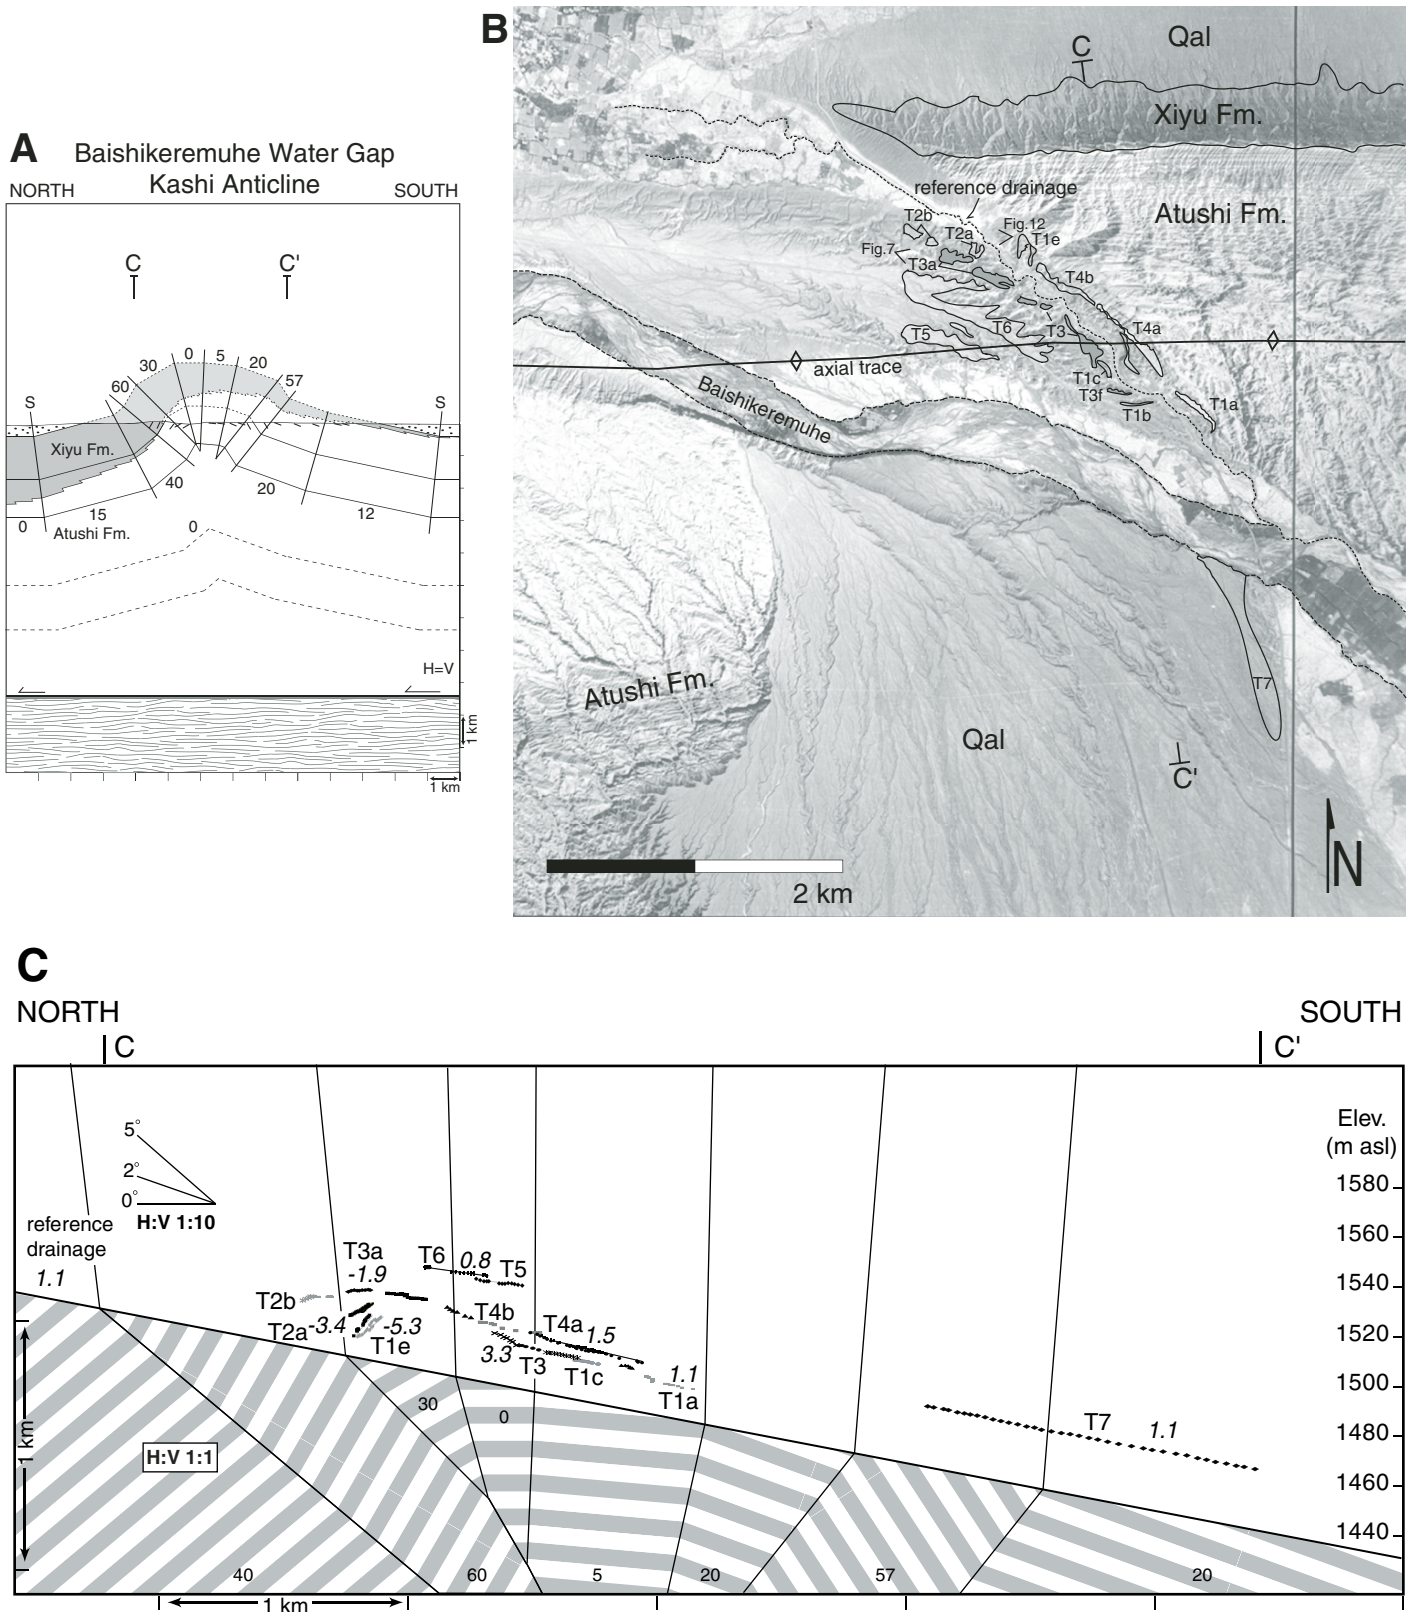 A
Baishikeremuhe Water Gap
Kashi Anticline
NORTH
SOUTH
C
C'
0
5
30
20
60
57
S
S
Xiyu Fm.
40
20
15
12
0
Atushi Fm.
0
H=V
1 km
1 km
B
Qal
C
Xiyu Fm.
reference drainage
Atushi Fm.
T2b
T2a
Fig.12
T1e
Fig.7
T3a
T4b
T5
T6
T3
T4a
axial trace
T1c
T3f
T1b
T1a
Baishikeremuhe
Atushi Fm.
T7
Qal
C'
N
2 km
C
NORTH
SOUTH
C
C'
Elev.
(m asl)
5°
2°
0°
H:V 1:10
1580
1560
1540
1520
1500
1480
1460
1440
reference
drainage
1.1
T3a
-1.9
T6
0.8
T5
T2b
T2a
-3.4
-5.3
T1e
T4b
T4a
1.5
3.3
T3
T1c
1.1
T1a
T7
1.1
30
0
H:V 1:1
1 km
40
60
5
20
57
20
1 km